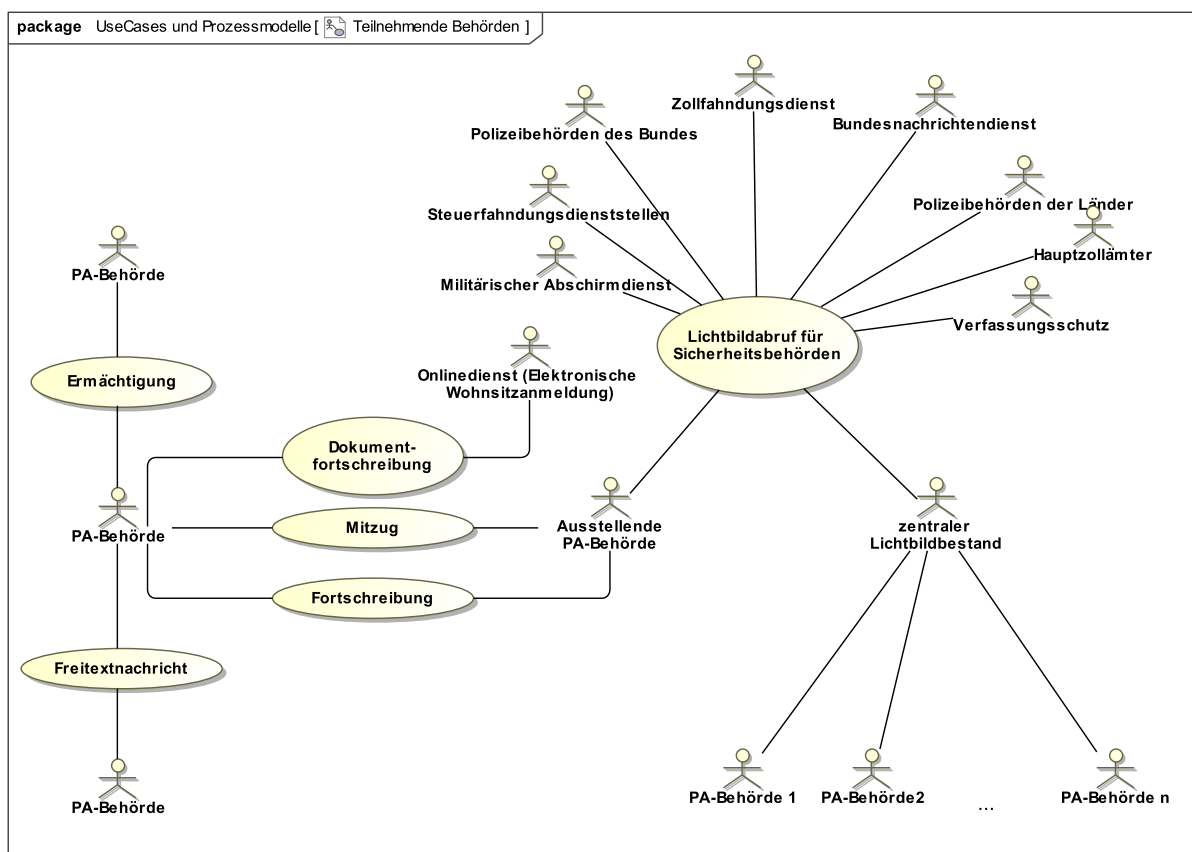 package UseCases und Prozessmodelle [ Teilnehmende Behörden ]
Zollfahndungsdienst
Polizeibehörden des Bundes
Bundesnachrichtendienst
Polizeibehörden der Länder
Steuerfahndungsdienststellen
Hauptzollämter
PA-Behörde
Militärischer Abschirmdienst
Verfassungsschutz
Lichtbildabruf für
Sicherheitsbehörden
Onlinedienst (Elektronische
Wohnsitzanmeldung)
Ermächtigung
Dokument-
fortschreibung
PA-Behörde
Mitzug
Ausstellende
PA-Behörde
zentraler
Lichtbildbestand
Fortschreibung
Freitextnachricht
PA-Behörde
PA-Behörde 1
PA-Behörde2
...
PA-Behörde n